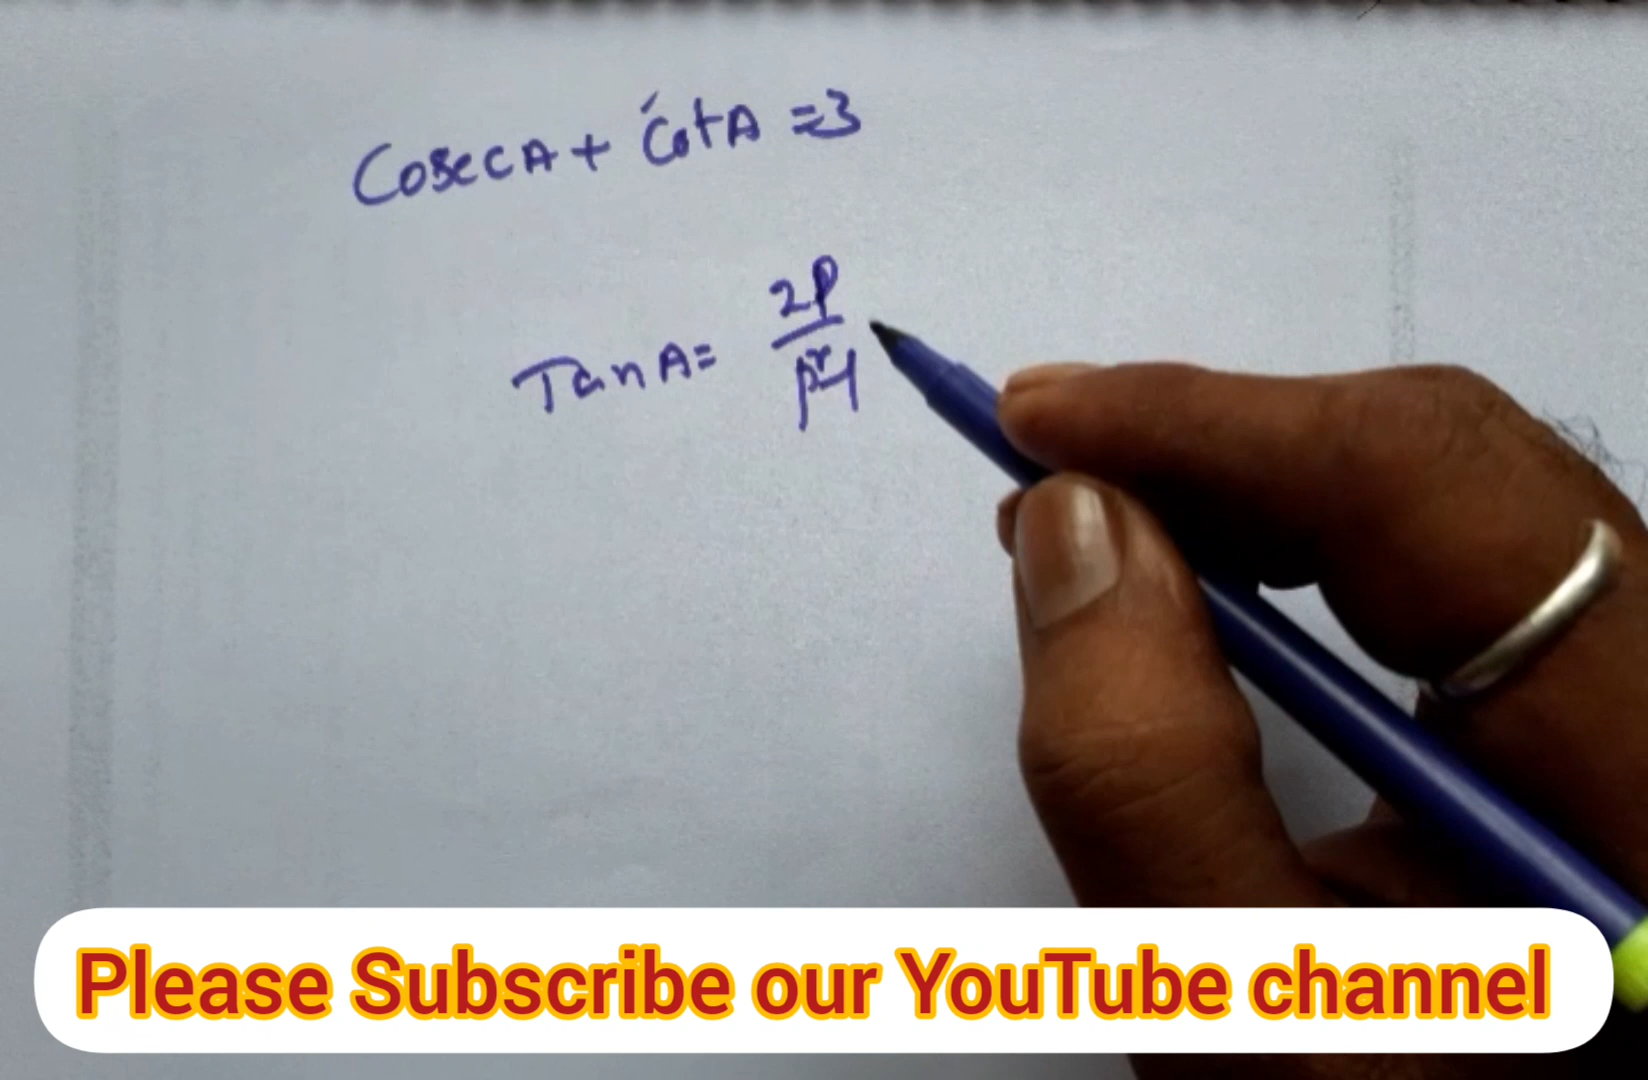 CosecA + CotA = 3
TanA = 2P / P²-1
Please Subscribe our YouTube channel